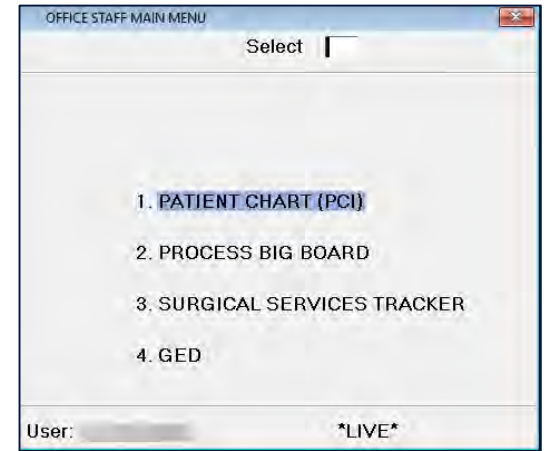 OFFICE STAFF MAIN MENU
Select
1. PATIENT CHART (PCI)
2. PROCESS BIG BOARD
3. SURGICAL SERVICES TRACKER
4. GED
User: *LIVE*